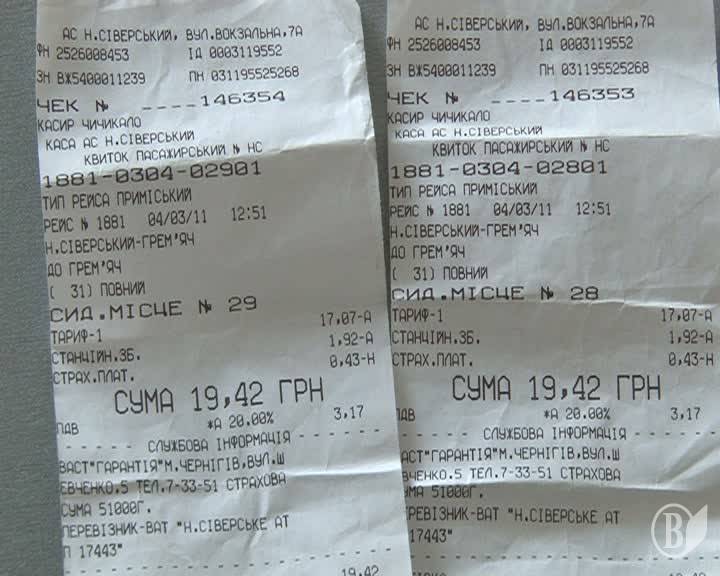 АС Н.СІВЕРСЬКИЙ, ВУЛ.ВОКЗАЛЬНА,7А
ФН 2526008453 ІД 0003119552
ЗН ВЖ5400011239 ПН 031195525268
ЧЕК № ____146354
КАСИР ЧИЧИКАЛО
КАСА АС Н.СІВЕРСЬКИЙ
КВИТОК ПАСАЖИРСЬКИЙ № НС
1881-0304-02901
ТИП РЕЙСА ПРИМІСЬКИЙ
РЕЙС № 1881 04/03/11 12:51
Н.СІВЕРСЬКИЙ-ГРЕМ'ЯЧ
ДО ГРЕМ'ЯЧ
( 31) ПОВНИЙ
СИД.МІСЦЕ № 29
ТАРИФ-1 17,07-А
СТАНЦІЙН.ЗБ. 1,92-А
СТРАХ.ПЛАТ. 0,43-Н
СУМА 19,42 ГРН
ПДВ *А 20.00% 3,17
- - - - - - СЛУЖБОВА ІНФОРМАЦІЯ - - - - -
ВАСТ"ГАРАНТІЯ"М.ЧЕРНІГІВ,ВУЛ.Ш
ЕВЧЕНКО.5 ТЕЛ.7-33-51 СТРАХОВА
СУМА 51000Г.
ПЕРЕВІЗНИК-ВАТ "Н.СІВЕРСЬКЕ АТ
П 17443"
19,42
АС Н.СІВЕРСЬКИЙ, ВУЛ.ВОКЗАЛЬНА,7А
ФН 2526008453 ІД 0003119552
ЗН ВЖ5400011239 ПН 031195525268
ЧЕК № ____146353
КАСИР ЧИЧИКАЛО
КАСА АС Н.СІВЕРСЬКИЙ
КВИТОК ПАСАЖИРСЬКИЙ № НС
1881-0304-02801
ТИП РЕЙСА ПРИМІСЬКИЙ
РЕЙС № 1881 04/03/11 12:51
Н.СІВЕРСЬКИЙ-ГРЕМ'ЯЧ
ДО ГРЕМ'ЯЧ
( 31) ПОВНИЙ
СИД.МІСЦЕ № 28
ТАРИФ-1 17,07-А
СТАНЦІЙН.ЗБ. 1,92-А
СТРАХ.ПЛАТ. 0,43-Н
СУМА 19,42 ГРН
ПДВ *А 20.00% 3,17
- - - - - СЛУЖБОВА ІНФОРМАЦІЯ - - - - -
АСТ"ГАРАНТІЯ"М.ЧЕРНІГІВ,ВУЛ.Ш
ЕВЧЕНКО.5 ТЕЛ.7-33-51 СТРАХОВА
УМА 51000Г.
ЕРЕВІЗНИК-ВАТ "Н.СІВЕРСЬКЕ АТ
17443"
В